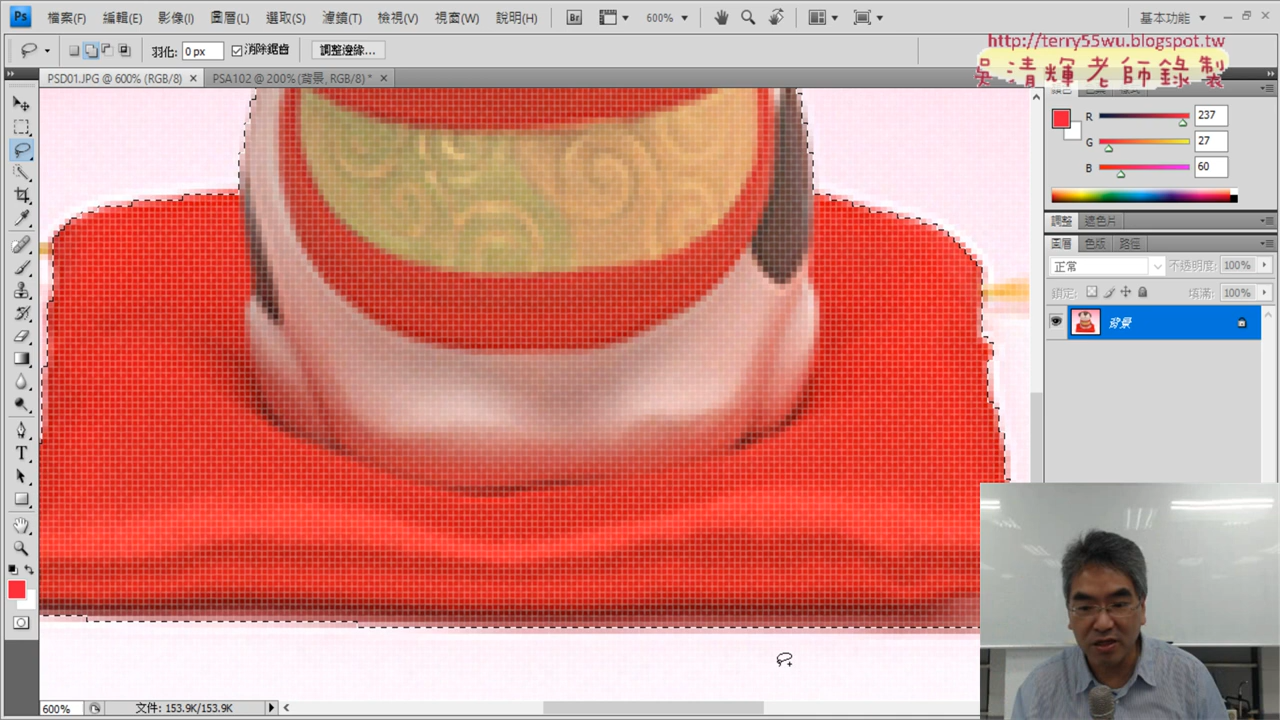 Ps 檔案(F) 編輯(E) 影像(I) 圖層(L) 選取(S) 濾鏡(T) 檢視(V) 視窗(W) 說明(H) Br 600% 基本功能
羽化: 0 px 消除鋸齒 調整邊緣...
http://terry55wu.blogspot.tw
吳清輝老師錄製
PSD01.JPG @ 600% (RGB/8) × PSA102 @ 200%(背景, RGB/8) * ×
R 237
G 27
B 60
調整 遮色片
圖層 色版 路徑
正常 不透明度: 100%
鎖定: 填滿: 100%
背景
T
600% 文件: 153.9K/153.9K